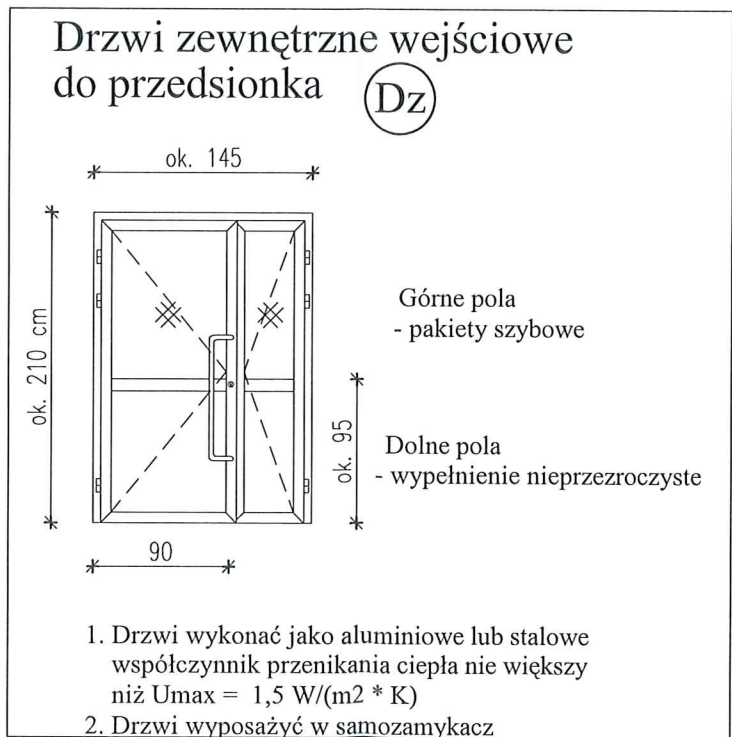 Drzwi zewnętrzne wejściowe
do przedsionka Dz
ok. 145
ok. 210 cm
Górne pola
- pakiety szybowe
ok. 95
Dolne pola
- wypełnienie nieprzezroczyste
90
1. Drzwi wykonać jako aluminiowe lub stalowe
współczynnik przenikania ciepła nie większy
niż Umax = 1,5 W/(m2 * K)
2. Drzwi wyposażyć w samozamykacz